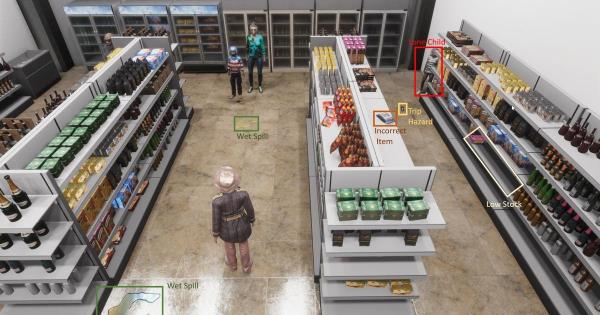 Lone Child
Wet Spill
Trip
Hazard
Incorrect
Item
Low Stock
Wet Spill